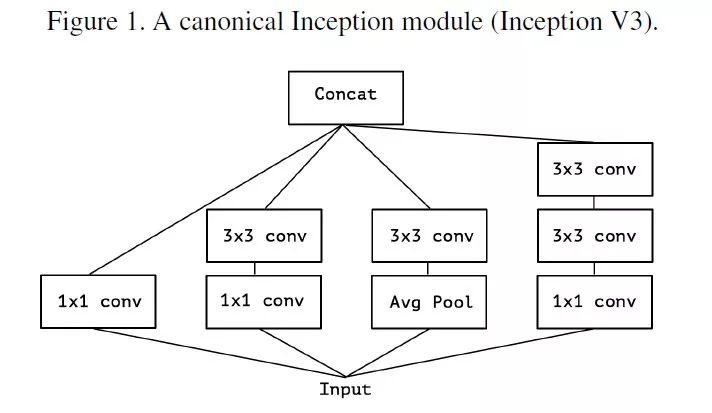 Figure 1. A canonical Inception module (Inception V3).
Concat
3x3 conv
3x3 conv
3x3 conv
3x3 conv
1x1 conv
1x1 conv
Avg Pool
1x1 conv
Input